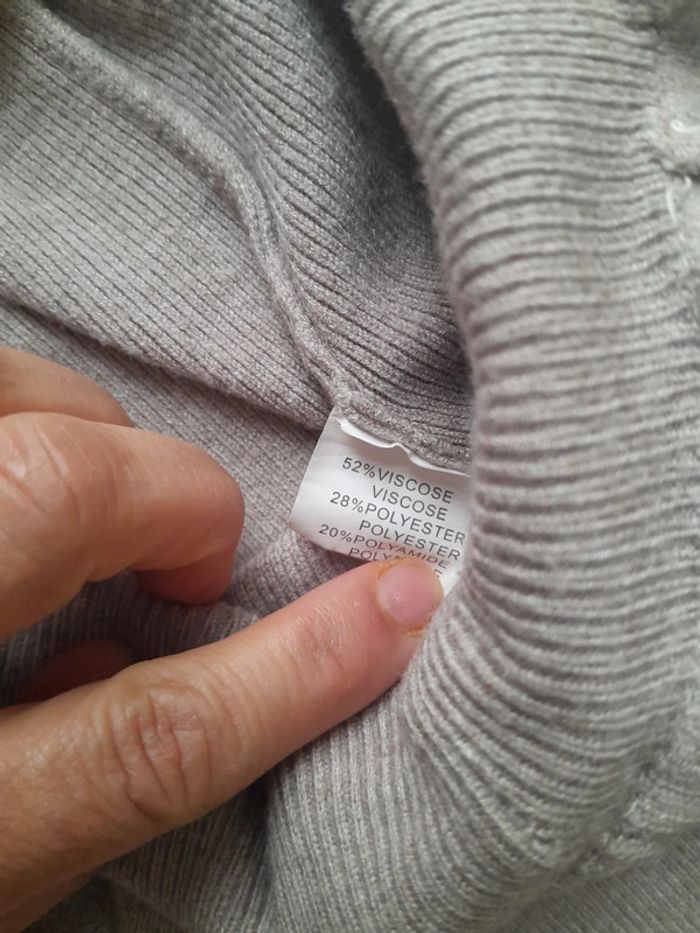 52%VISCOSE
VISCOSE
28%POLYESTER
POLYESTER
20%POLYAMIDE